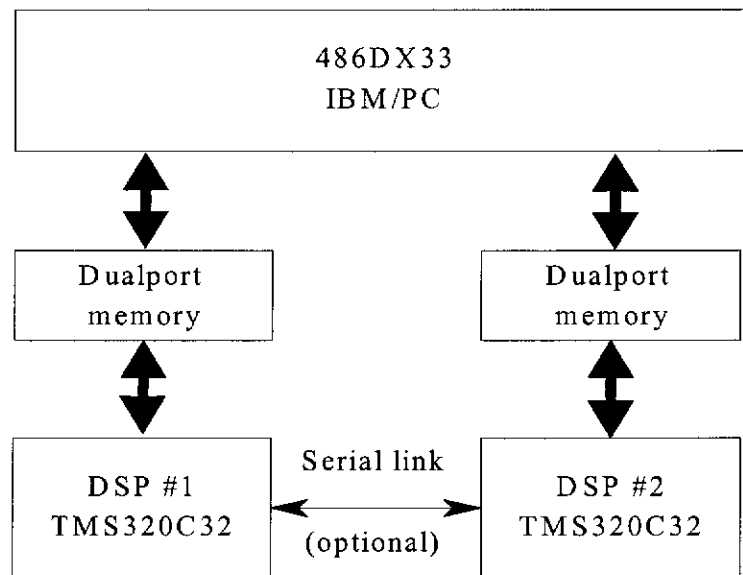 486DX33
IBM/PC
Dualport
memory
Dualport
memory
DSP #1
TMS320C32
Serial link
(optional)
DSP #2
TMS320C32